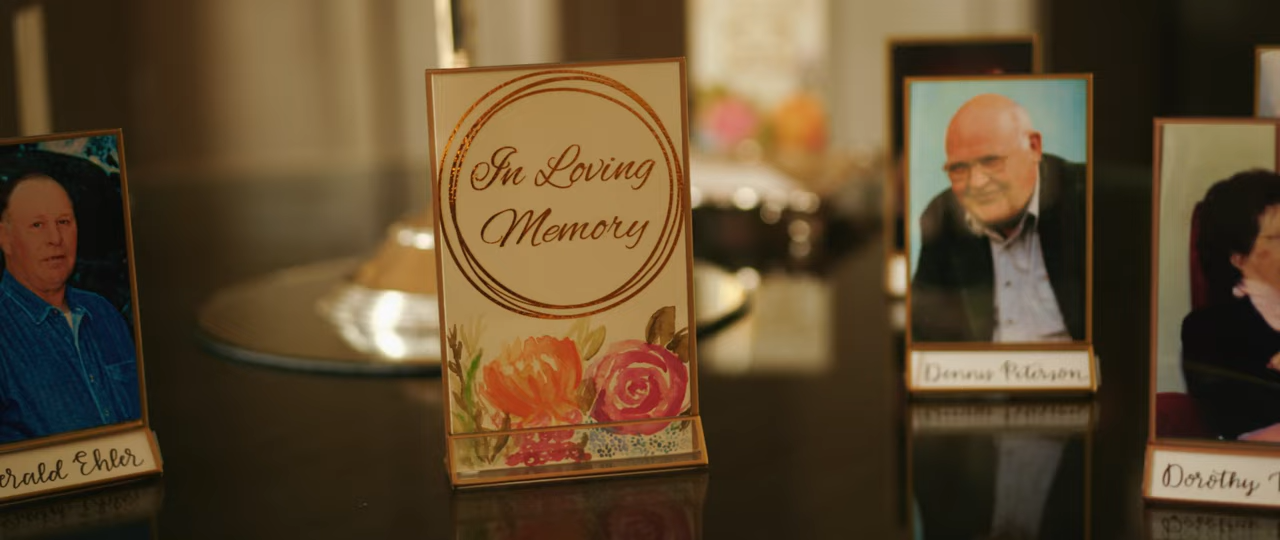 In Loving
Memory
erald Ehler
Dennis Peterson
Dorothy